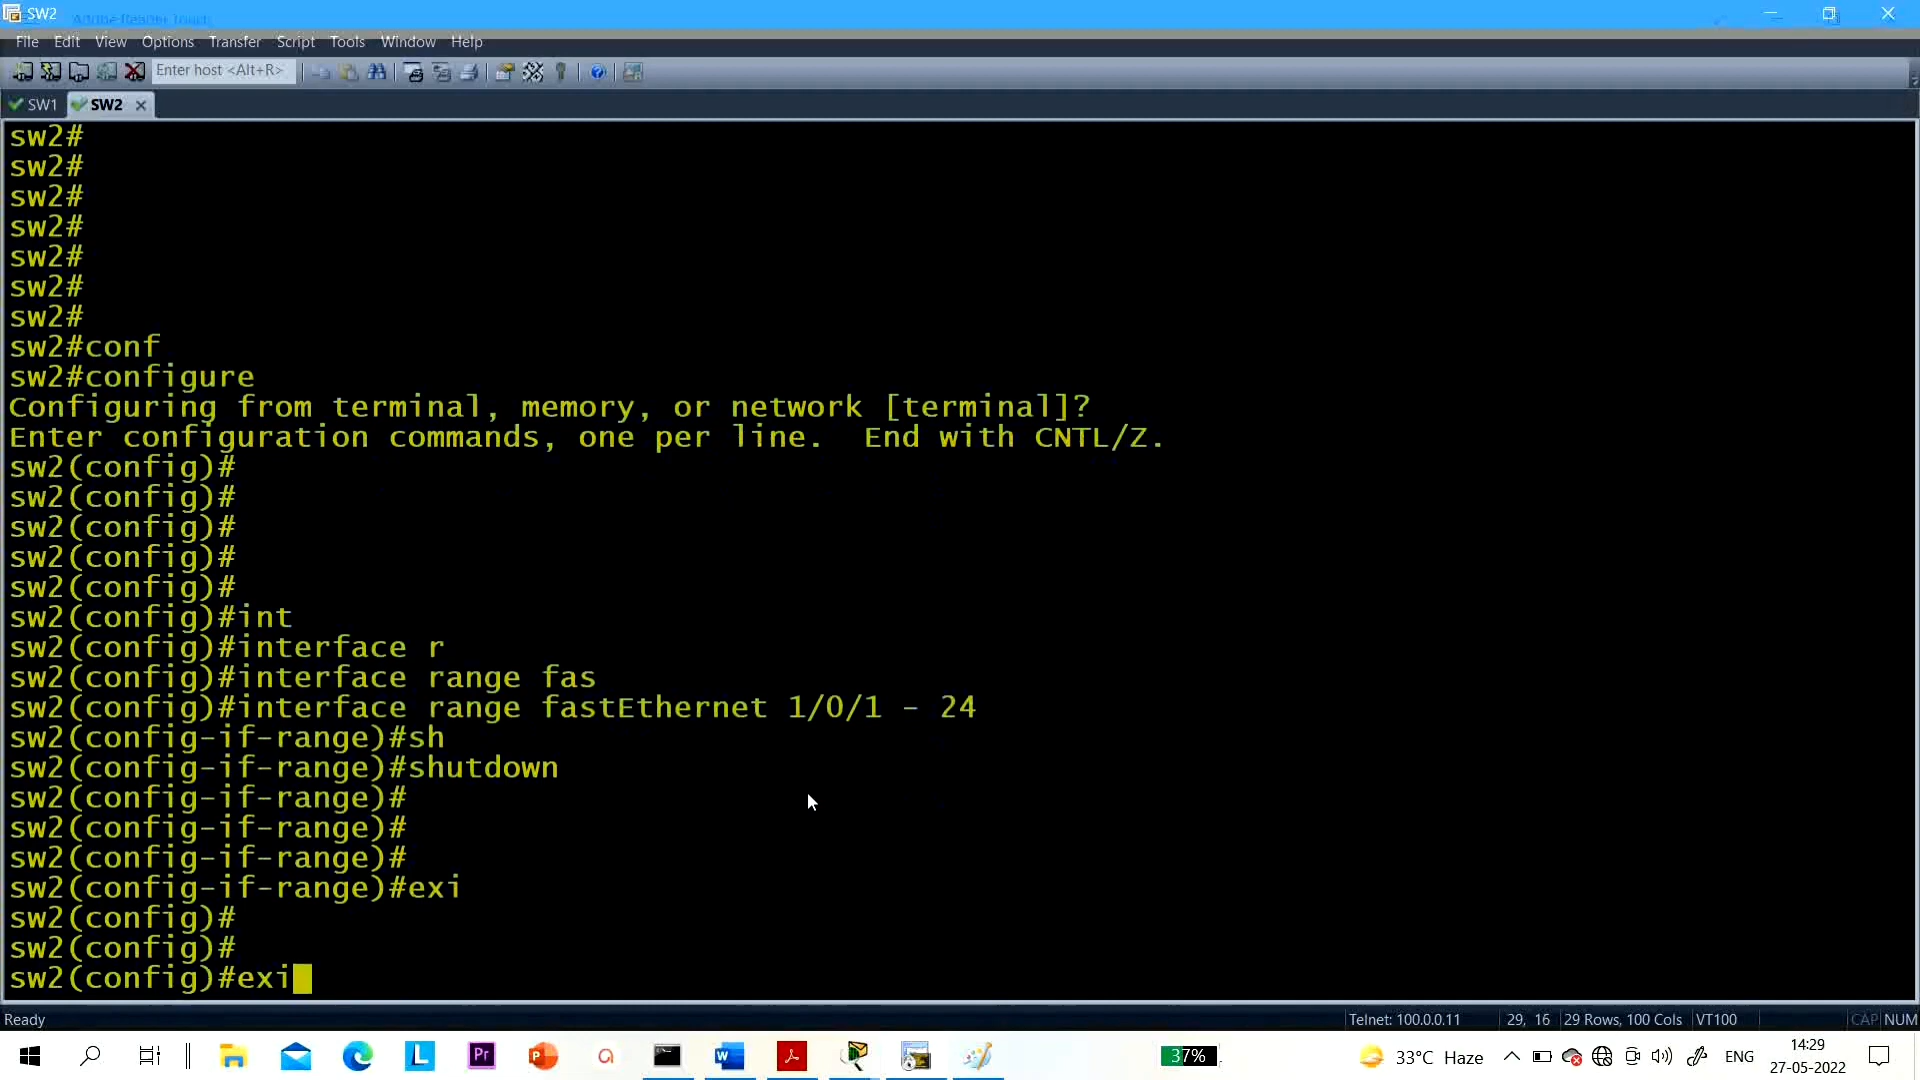 SW2
Adobe Reader Touch
File Edit View Options Transfer Script Tools Window Help
Enter host <Alt+R>
SW1 SW2
sw2#
sw2#
sw2#
sw2#
sw2#
sw2#
sw2#
sw2#conf
sw2#configure
Configuring from terminal, memory, or network [terminal]?
Enter configuration commands, one per line.  End with CNTL/Z.
sw2(config)#
sw2(config)#
sw2(config)#
sw2(config)#
sw2(config)#
sw2(config)#int
sw2(config)#interface r
sw2(config)#interface range fas
sw2(config)#interface range fastEthernet 1/0/1 - 24
sw2(config-if-range)#sh
sw2(config-if-range)#shutdown
sw2(config-if-range)#
sw2(config-if-range)#
sw2(config-if-range)#
sw2(config-if-range)#exi
sw2(config)#
sw2(config)#
sw2(config)#exi
Ready Telnet: 100.0.0.11 29, 16 29 Rows, 100 Cols VT100 CAP NUM
L Pr P W 37% 33°C Haze ENG 14:29
27-05-2022